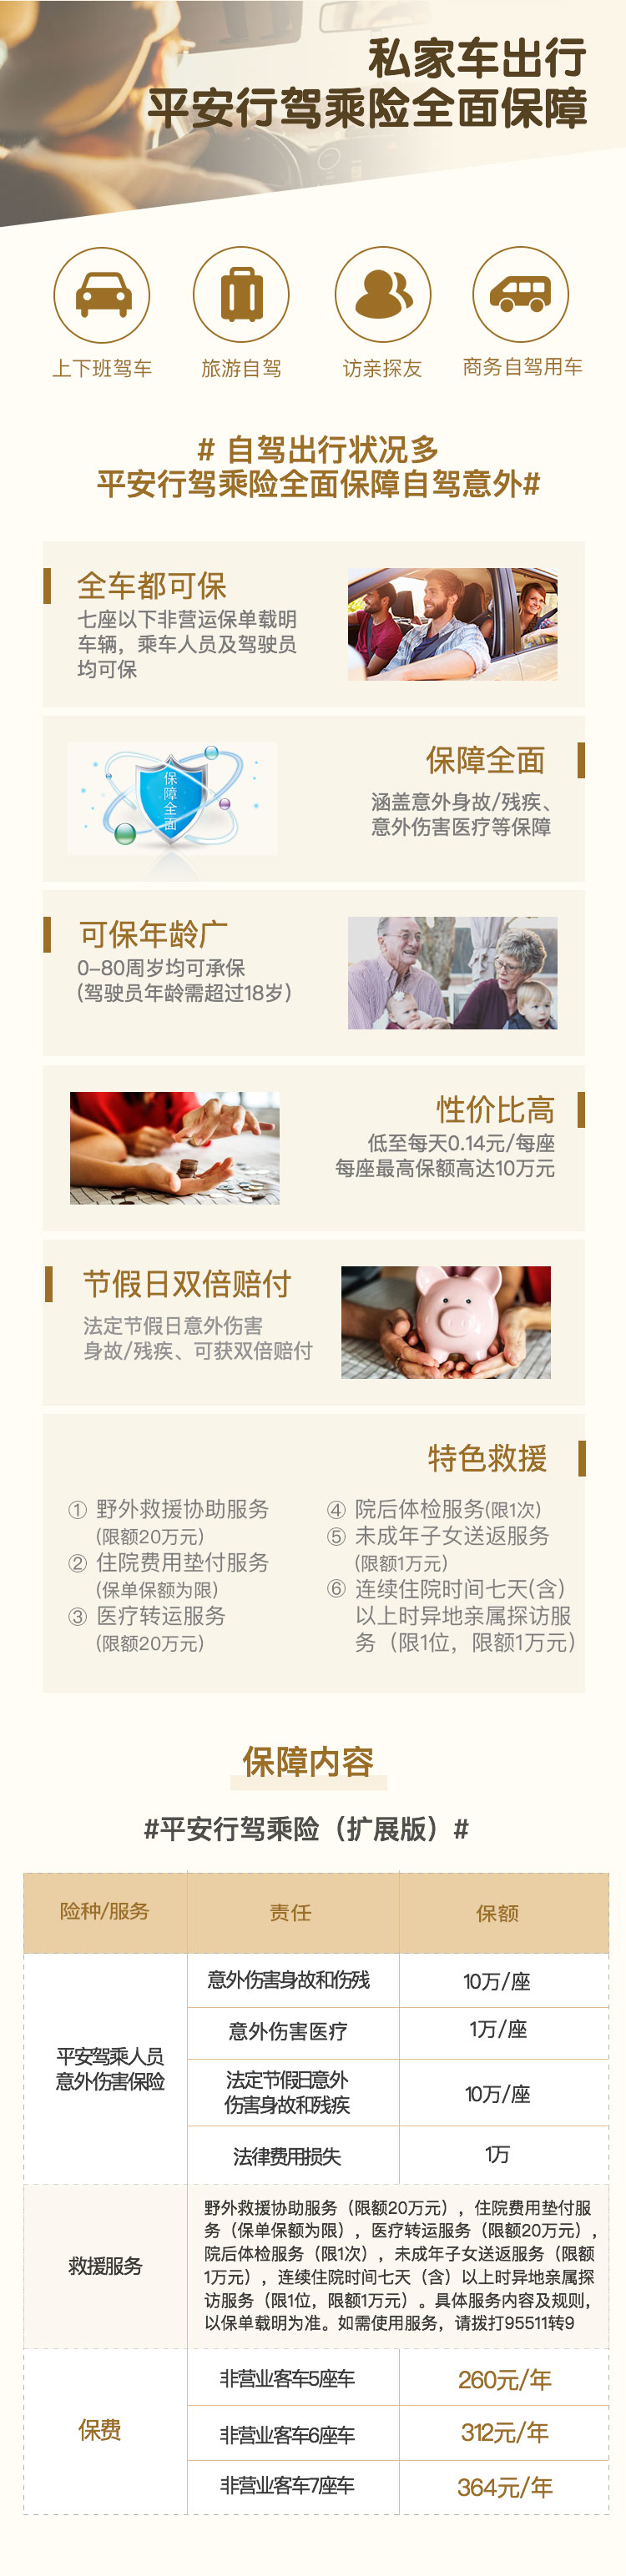 私家车出行
平安行驾乘险全面保障
上下班驾车
旅游自驾
访亲探友
商务自驾用车
# 自驾出行状况多
平安行驾乘险全面保障自驾意外#
全车都可保
七座以下非营运保单载明
车辆，乘车人员及驾驶员
均可保
保障全面
保障全面
涵盖意外身故/残疾、
意外伤害医疗等保障
可保年龄广
0-80周岁均可承保
(驾驶员年龄需超过18岁)
性价比高
低至每天0.14元/每座
每座最高保额高达10万元
节假日双倍赔付
法定节假日意外伤害
身故/残疾、可获双倍赔付
特色救援
① 野外救援协助服务
(限额20万元)
② 住院费用垫付服务
(保单保额为限)
③ 医疗转运服务
(限额20万元)
④ 院后体检服务(限1次)
⑤ 未成年子女送返服务
(限额1万元)
⑥ 连续住院时间七天(含)
以上时异地亲属探访服
务（限1位，限额1万元）
保障内容
#平安行驾乘险（扩展版）#
险种/服务
责任
保额
平安驾乘人员
意外伤害保险
意外伤害身故和伤残
10万/座
意外伤害医疗
1万/座
法定节假日意外
伤害身故和残疾
10万/座
法律费用损失
1万
救援服务
野外救援协助服务（限额20万元），住院费用垫付服
务（保单保额为限），医疗转运服务（限额20万元），
院后体检服务（限1次），未成年子女送返服务（限额
1万元），连续住院时间七天（含）以上时异地亲属探
访服务（限1位，限额1万元）。具体服务内容及规则，
以保单载明为准。如需使用服务，请拨打95511转9
保费
非营业客车5座车
260元/年
非营业客车6座车
312元/年
非营业客车7座车
364元/年